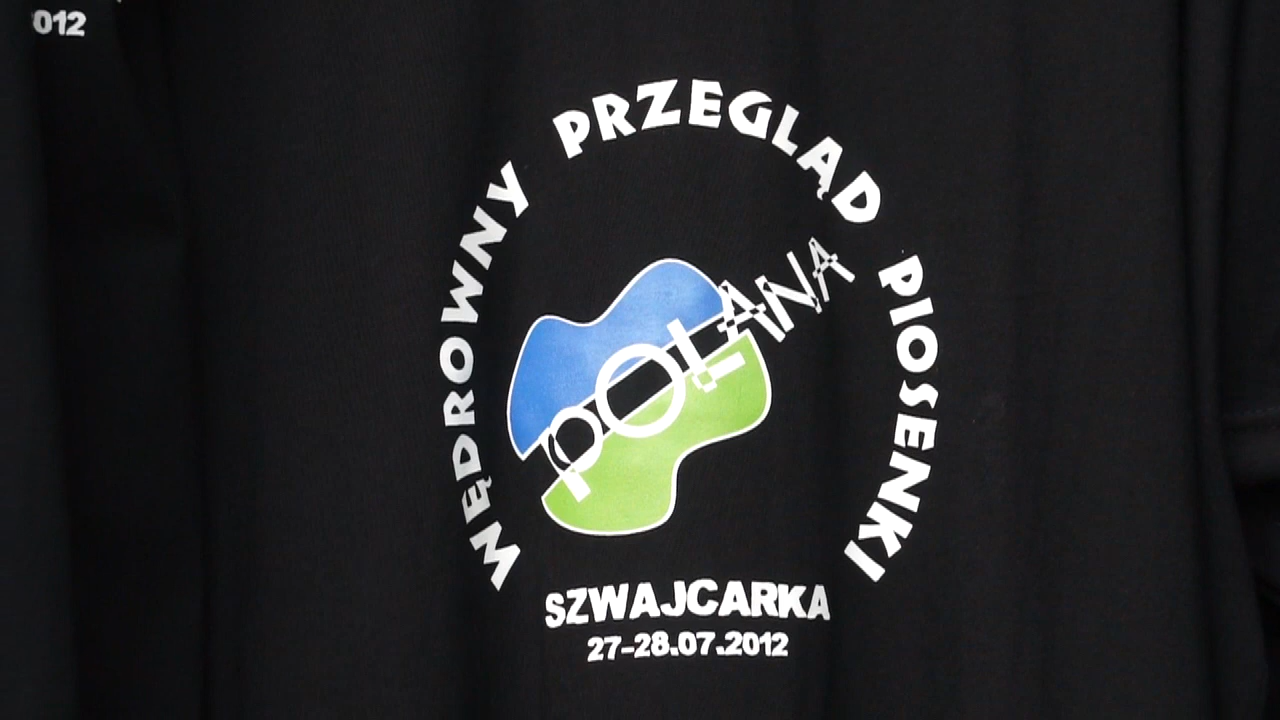 012
WĘDROWNY PRZEGLĄD PIOSENKI
POLANA
SZWAJCARKA
27-28.07.2012